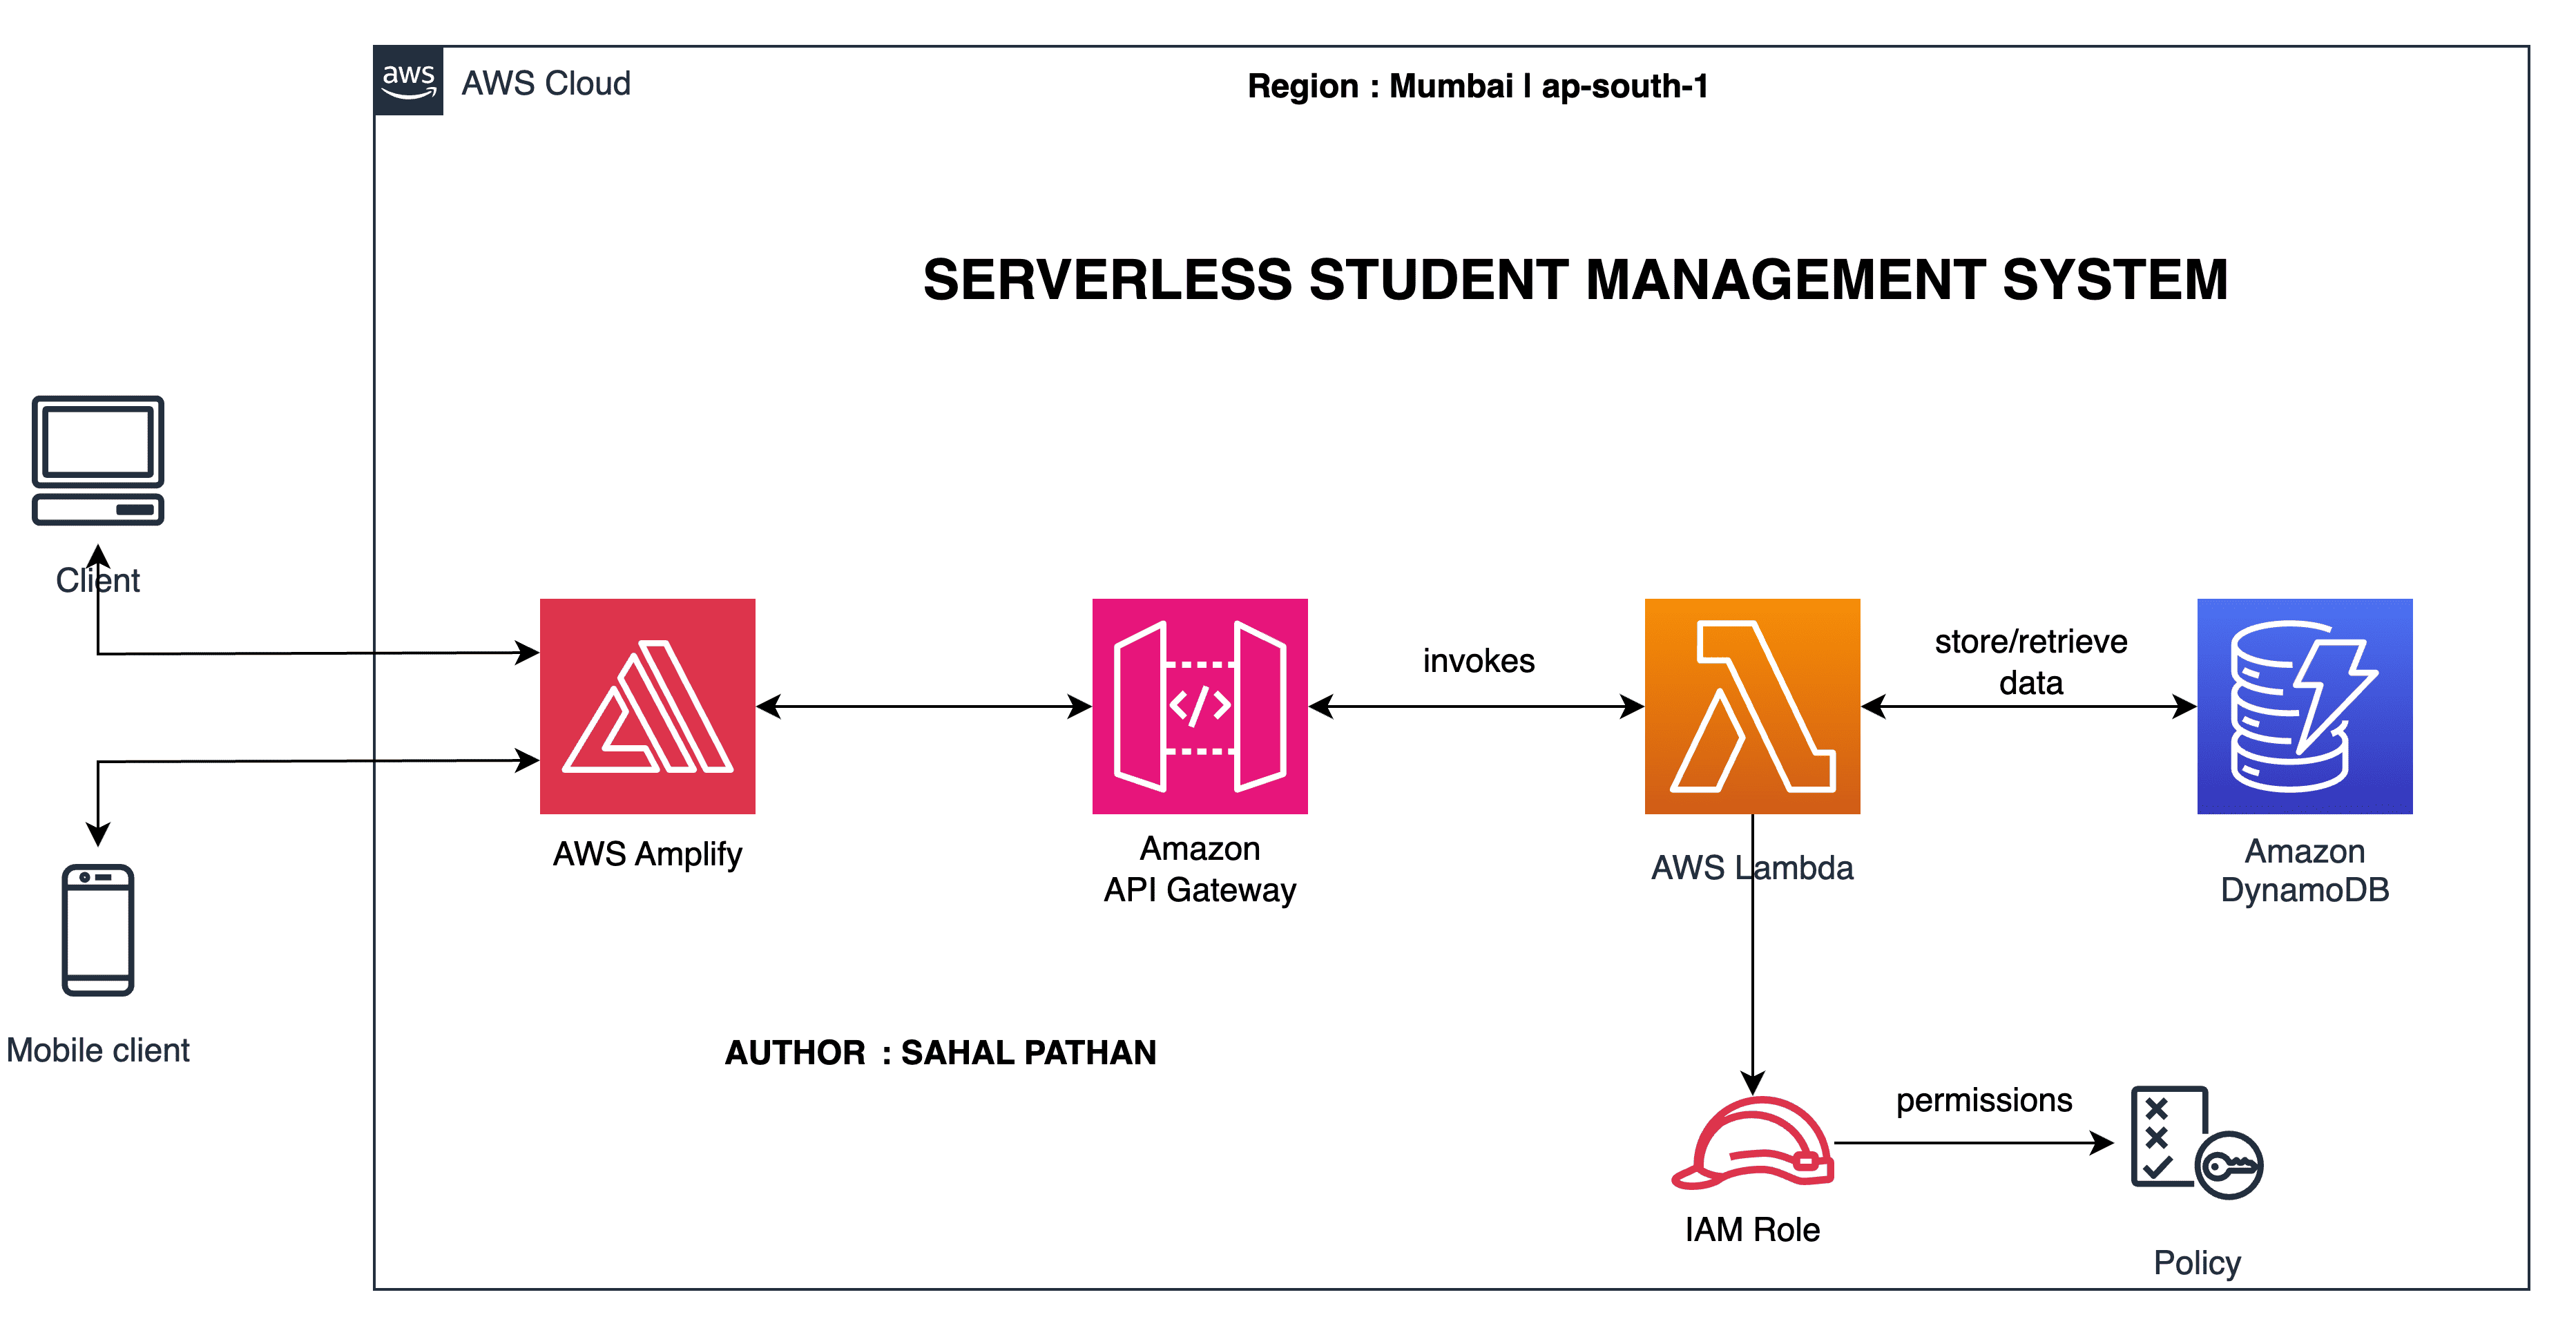 aws
AWS Cloud
Region : Mumbai | ap-south-1
SERVERLESS STUDENT MANAGEMENT SYSTEM
Client
invokes
store/retrieve
data
AWS Amplify
Amazon
API Gateway
AWS Lambda
Amazon
DynamoDB
Mobile client
AUTHOR : SAHAL PATHAN
permissions
IAM Role
Policy